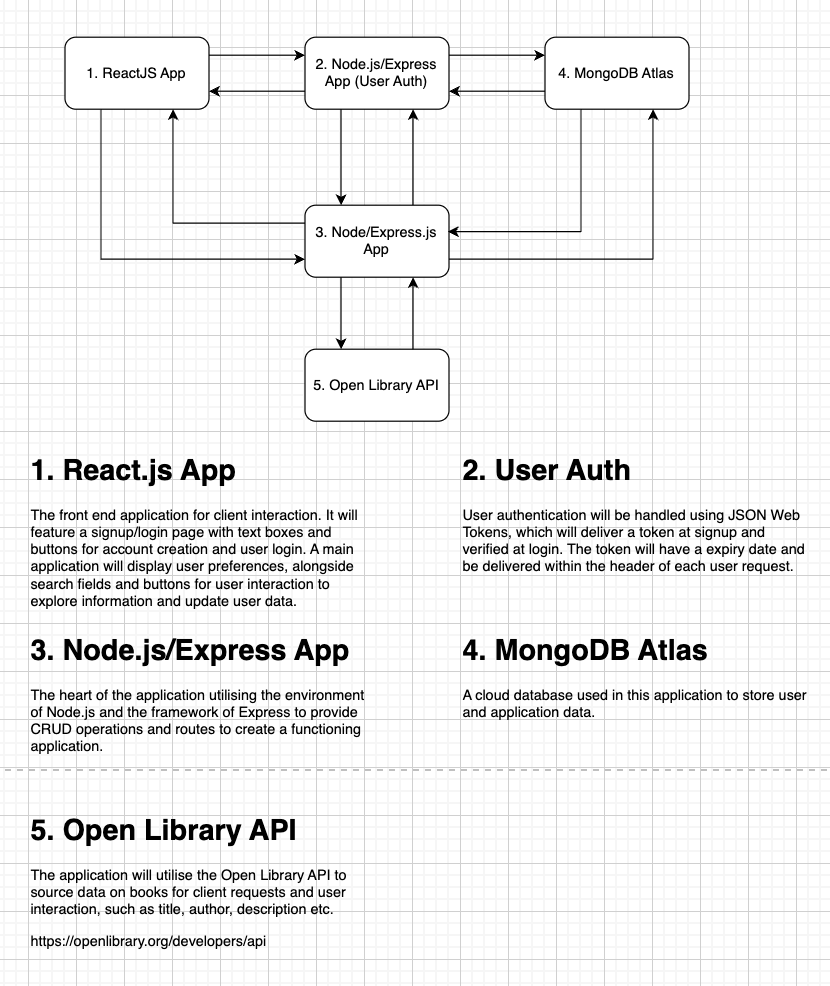 1. ReactJS App
2. Node.js/Express
App (User Auth)
4. MongoDB Atlas
3. Node/Express.js
App
5. Open Library API
1. React.js App
The front end application for client interaction. It will
feature a signup/login page with text boxes and
buttons for account creation and user login. A main
application will display user preferences, alongside
search fields and buttons for user interaction to
explore information and update user data.
2. User Auth
User authentication will be handled using JSON Web
Tokens, which will deliver a token at signup and
verified at login. The token will have a expiry date and
be delivered within the header of each user request.
3. Node.js/Express App
The heart of the application utilising the environment
of Node.js and the framework of Express to provide
CRUD operations and routes to create a functioning
application.
4. MongoDB Atlas
A cloud database used in this application to store user
and application data.
5. Open Library API
The application will utilise the Open Library API to
source data on books for client requests and user
interaction, such as title, author, description etc.
https://openlibrary.org/developers/api